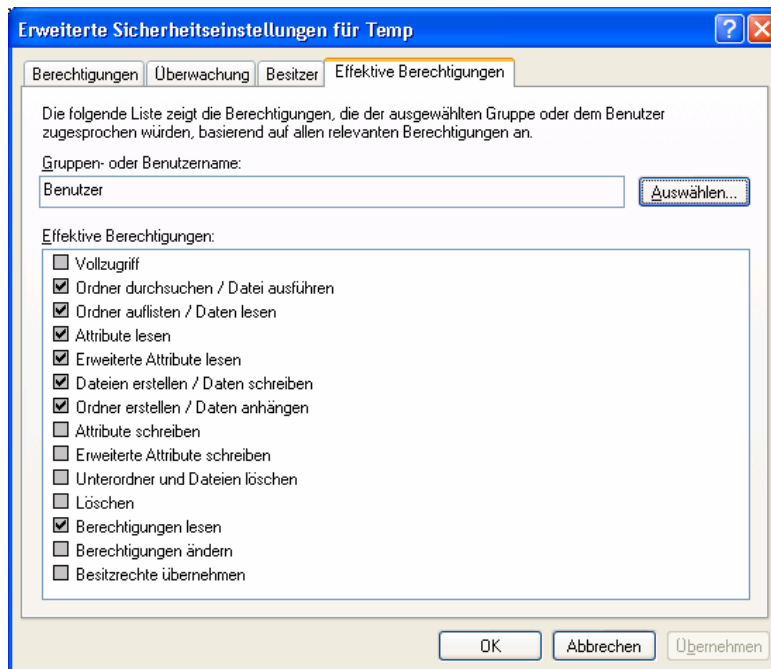 Erweiterte Sicherheitseinstellungen für Temp
Berechtigungen Überwachung Besitzer Effektive Berechtigungen
Die folgende Liste zeigt die Berechtigungen, die der ausgewählten Gruppe oder dem Benutzer
zugesprochen würden, basierend auf allen relevanten Berechtigungen an.
Gruppen- oder Benutzername:
Benutzer Auswählen...
Effektive Berechtigungen:
Vollzugriff
Ordner durchsuchen / Datei ausführen
Ordner auflisten / Daten lesen
Attribute lesen
Erweiterte Attribute lesen
Dateien erstellen / Daten schreiben
Ordner erstellen / Daten anhängen
Attribute schreiben
Erweiterte Attribute schreiben
Unterordner und Dateien löschen
Löschen
Berechtigungen lesen
Berechtigungen ändern
Besitzrechte übernehmen
OK Abbrechen Übernehmen